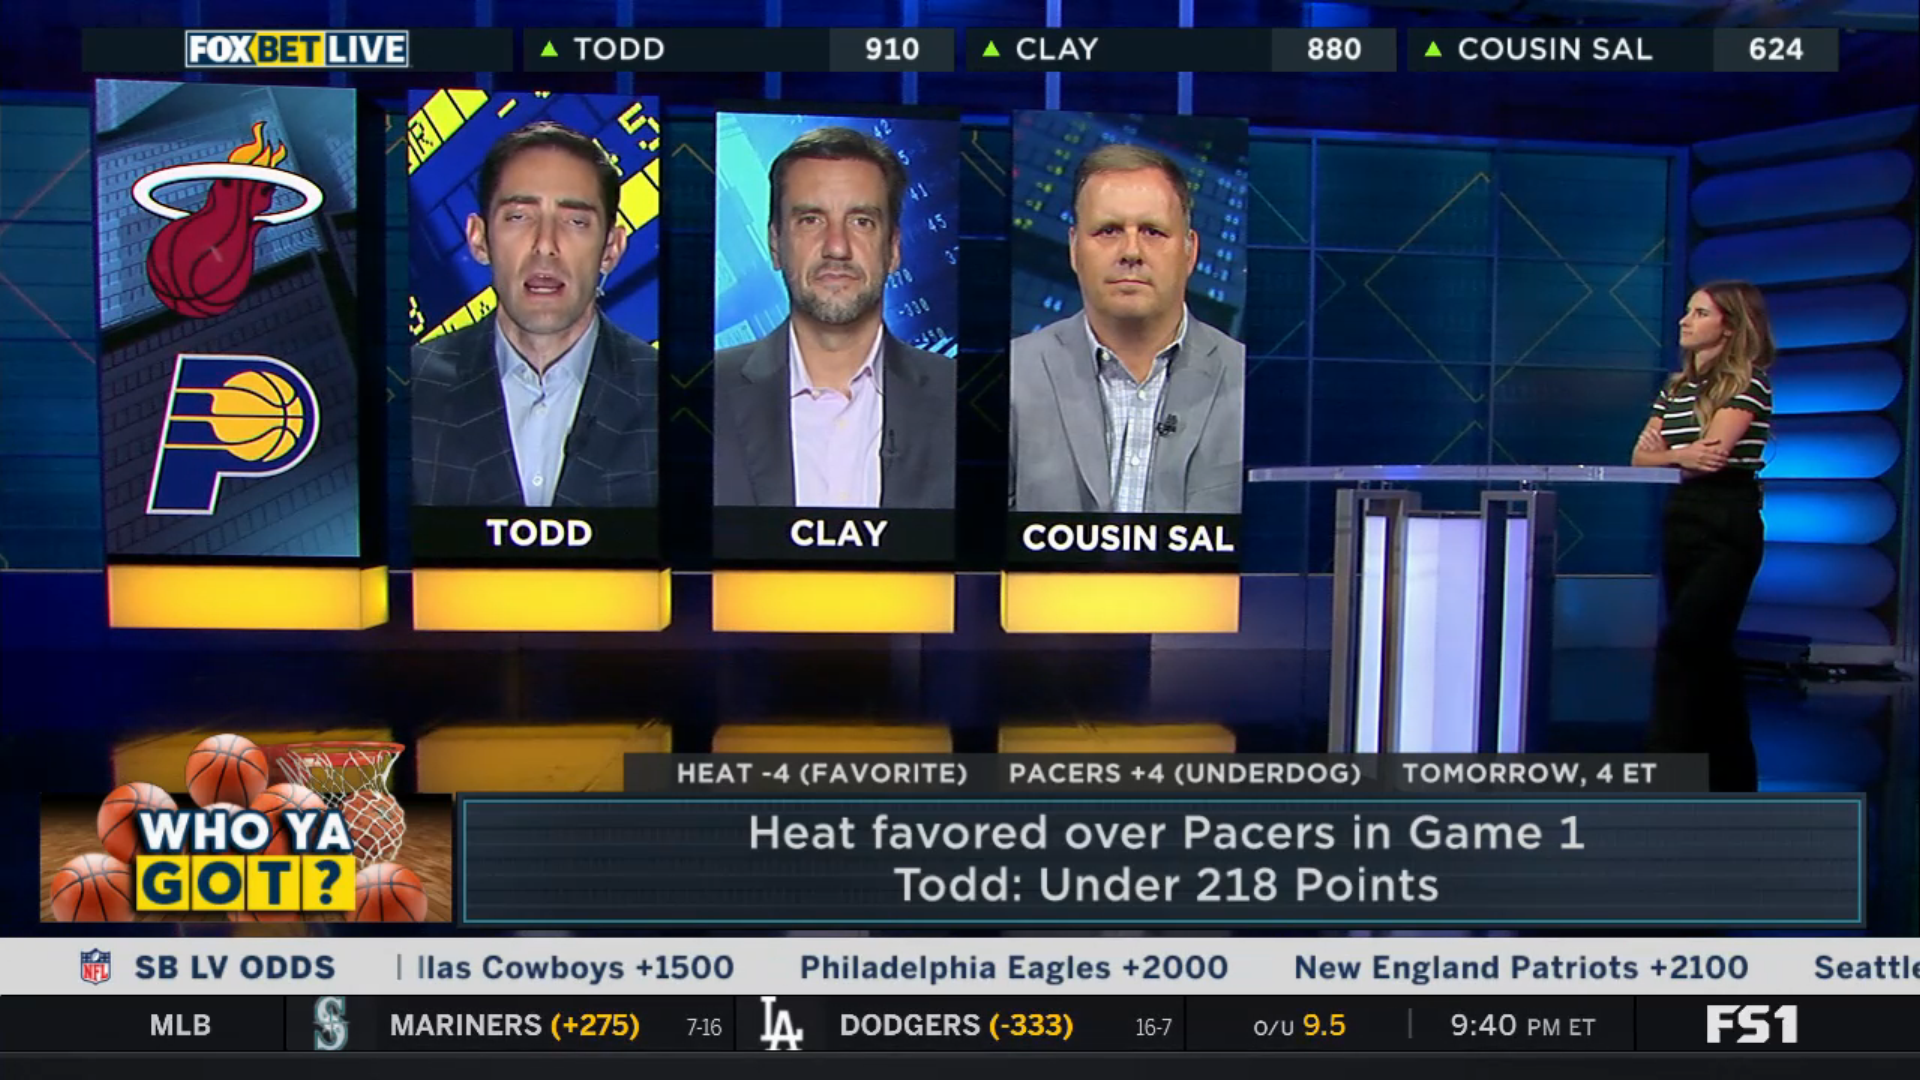 FOX BET LIVE
TODD 910
CLAY 880
COUSIN SAL 624
TODD
CLAY
COUSIN SAL
HEAT -4 (FAVORITE) PACERS +4 (UNDERDOG) TOMORROW, 4 ET
WHO YA
GOT?
Heat favored over Pacers in Game 1
Todd: Under 218 Points
NFL SB LV ODDS | llas Cowboys +1500 Philadelphia Eagles +2000 New England Patriots +2100 Seattle
MLB S MARINERS (+275) 7-16 LA DODGERS (-333) 16-7 O/U 9.5 | 9:40 PM ET FS1